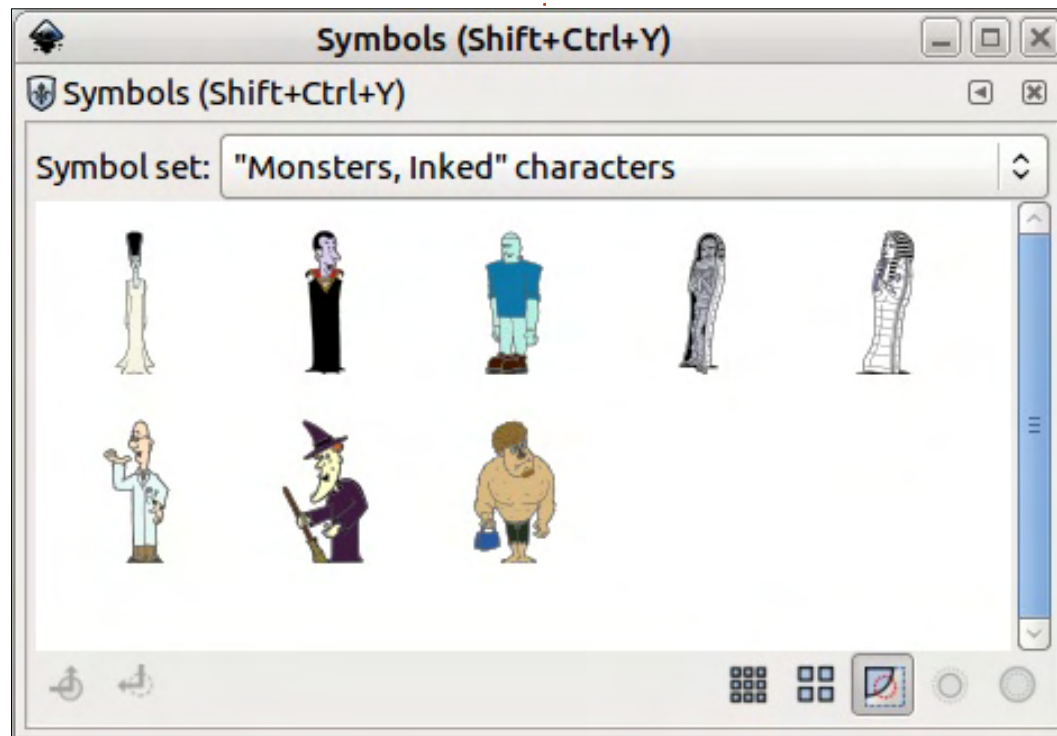 Symbols (Shift+Ctrl+Y)
Symbols (Shift+Ctrl+Y)
Symbol set: "Monsters, Inked" characters